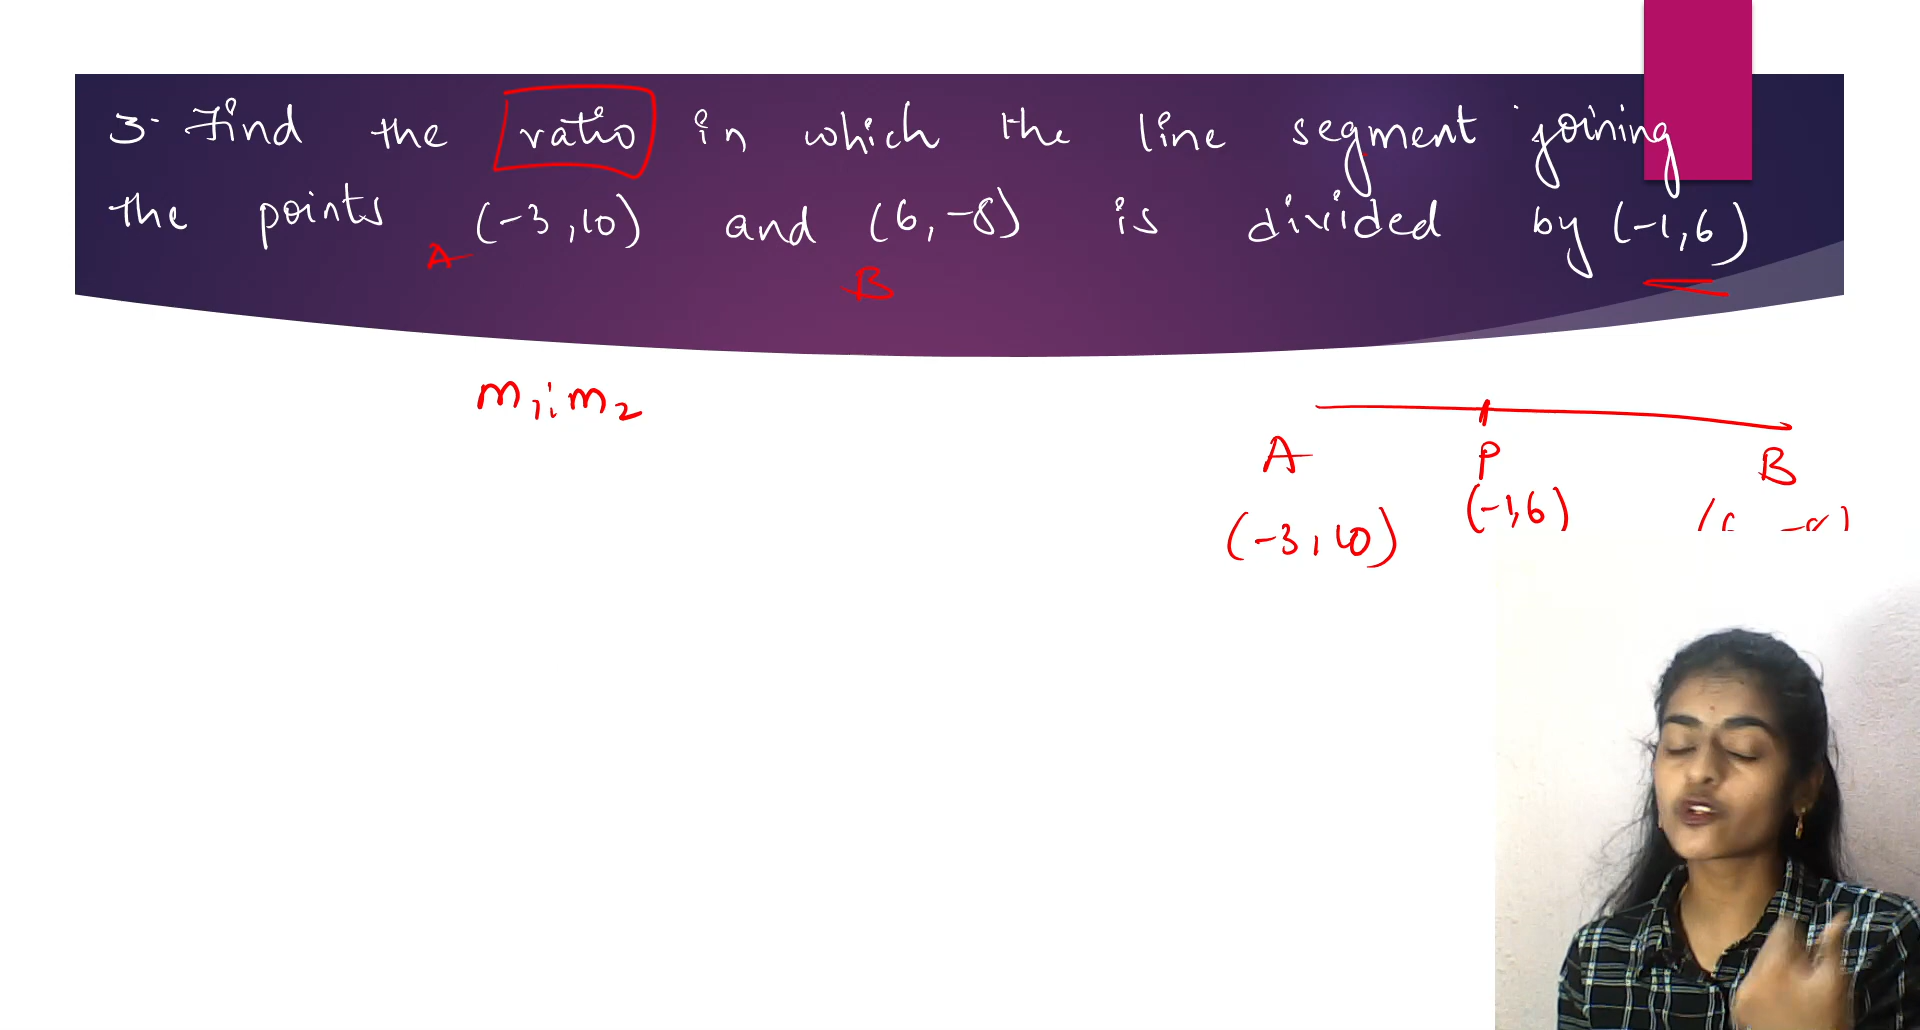 3. Find the ratio in which the line segment joining
the points (-3,10) and (6,-8) is divided by (-1,6)
A B
m1:m2
A P B
(-3,10) (-1,6)